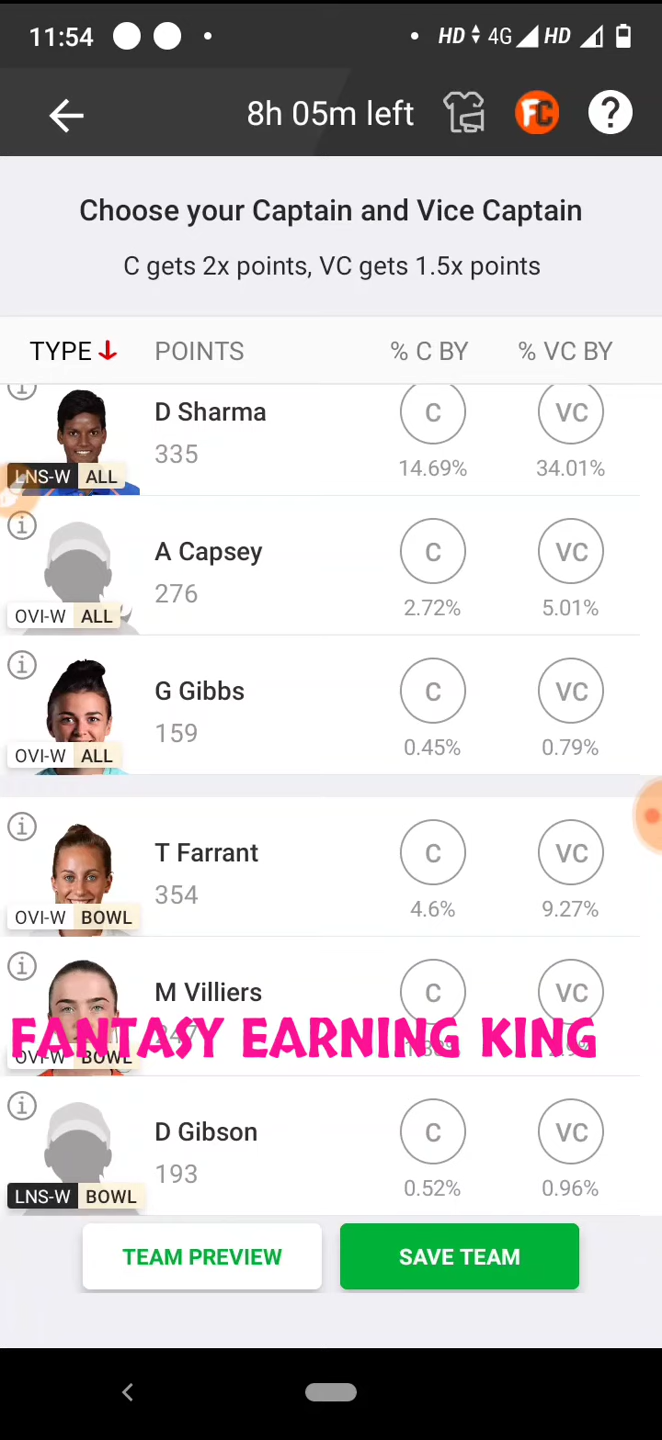 11:54 HD 4G HD
8h 05m left FC ?
Choose your Captain and Vice Captain
C gets 2x points, VC gets 1.5x points
TYPE POINTS % C BY % VC BY
D Sharma C VC
335
14.69% 34.01%
LNS-W ALL
A Capsey C VC
276
2.72% 5.01%
OVI-W ALL
G Gibbs C VC
159
0.45% 0.79%
OVI-W ALL
T Farrant C VC
354
4.6% 9.27%
OVI-W BOWL
M Villiers C VC
FANTASY EARNING KING
OVI-W BOWL
D Gibson C VC
193
0.52% 0.96%
LNS-W BOWL
TEAM PREVIEW SAVE TEAM